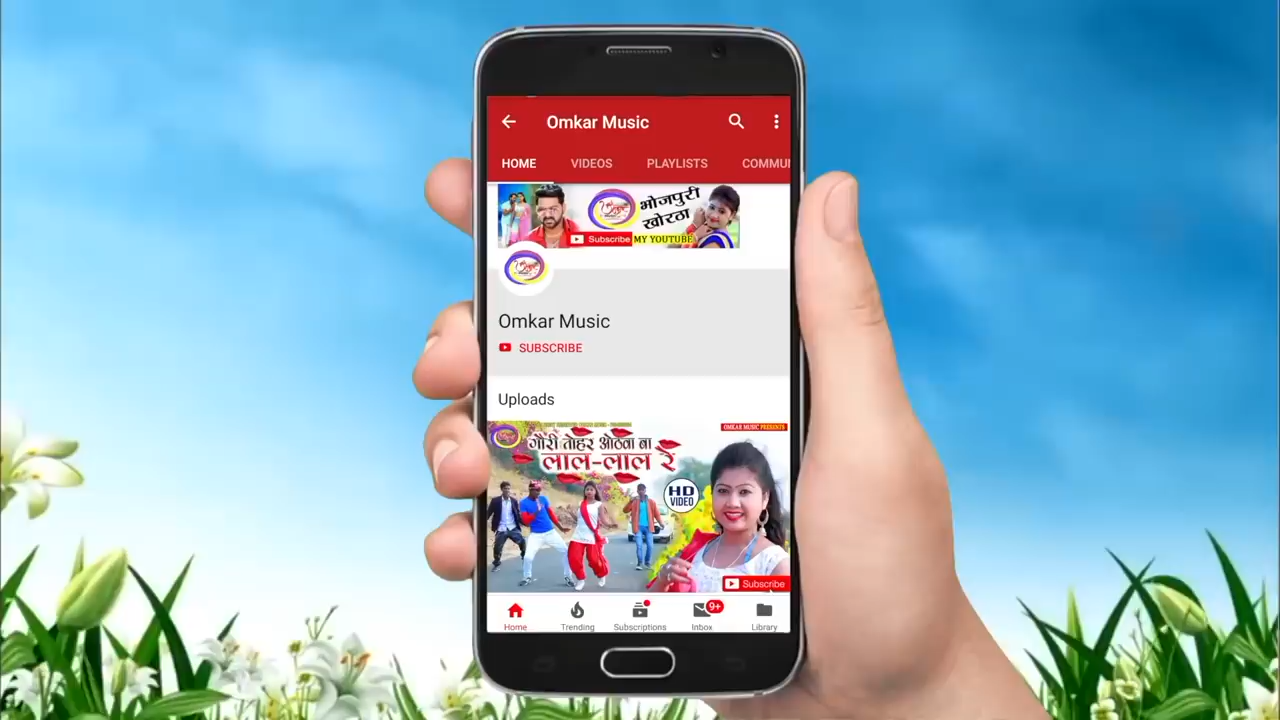 Omkar Music
HOME VIDEOS PLAYLISTS COMMU
भोजपुरी
खोरठा
Subscribe MY YOUTUBE
Omkar Music
SUBSCRIBE
Uploads
OMKAR MUSIC PRESENTS
गौरी तोहर ओठवा बा
लाल-लाल रे
HD
VIDEO
Subscribe
9+
Home Trending Subscriptions Inbox Library